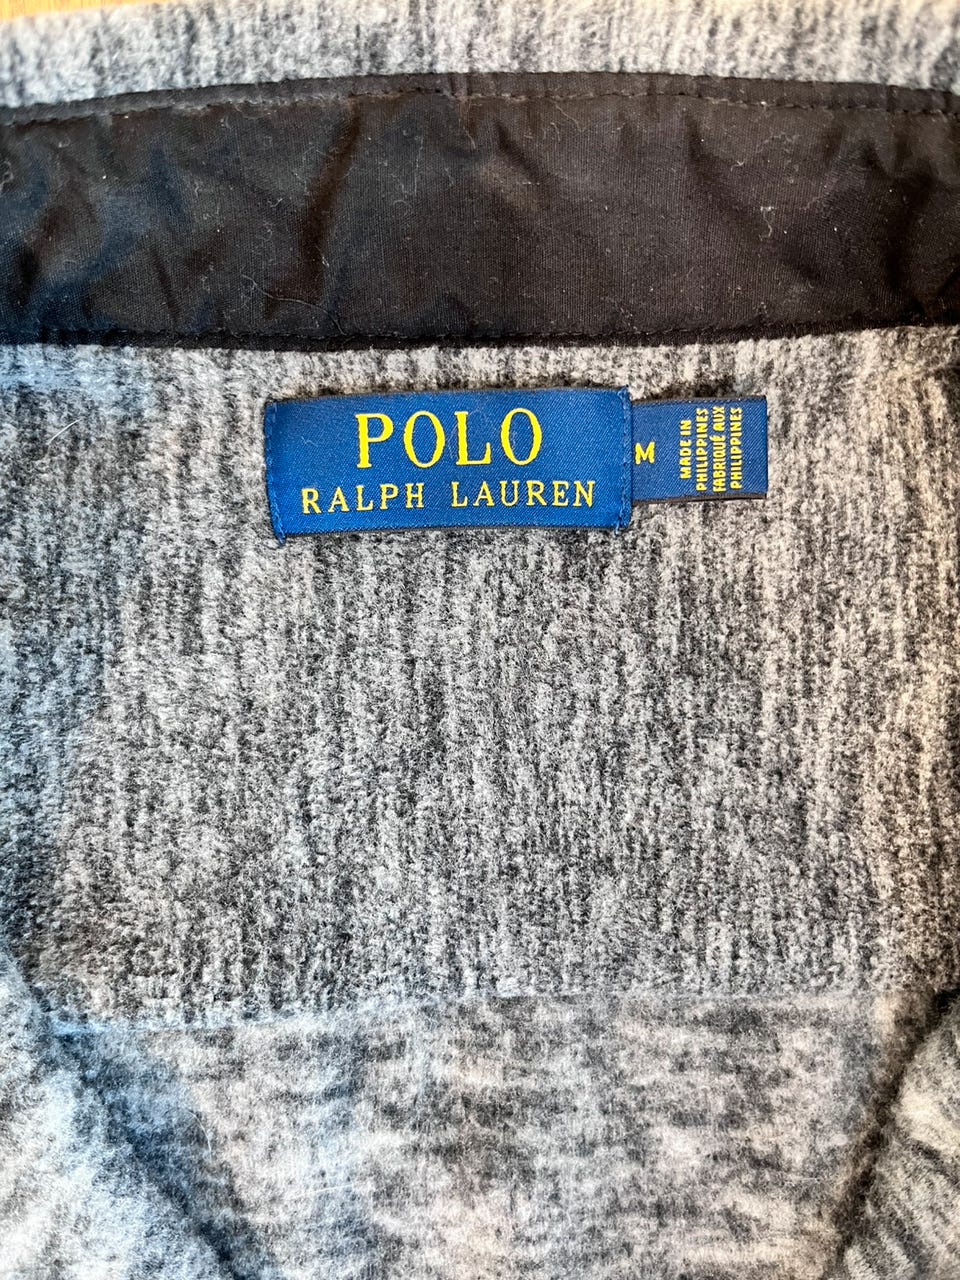 POLO
RALPH LAUREN
M
MADE IN
PHILIPPINES
FABRIQUÉ AUX
PHILIPPINES